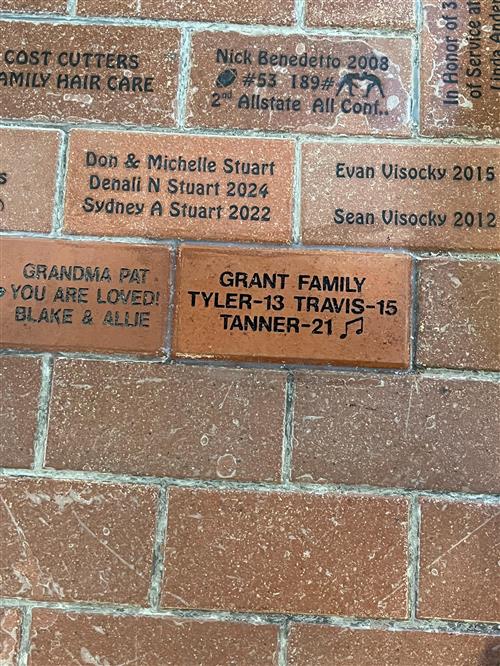 COST CUTTERS
AMILY HAIR CARE
Nick Benedetto 2008
#53 189#
2nd Allstate All Conf..
In Honor of 3
of Service a
Don & Michelle Stuart
Denali N Stuart 2024
Sydney A Stuart 2022
Evan Visocky 2015
Sean Visocky 2012
GRANDMA PAT
YOU ARE LOVED!
BLAKE & ALLIE
GRANT FAMILY
TYLER-13 TRAVIS-15
TANNER-21